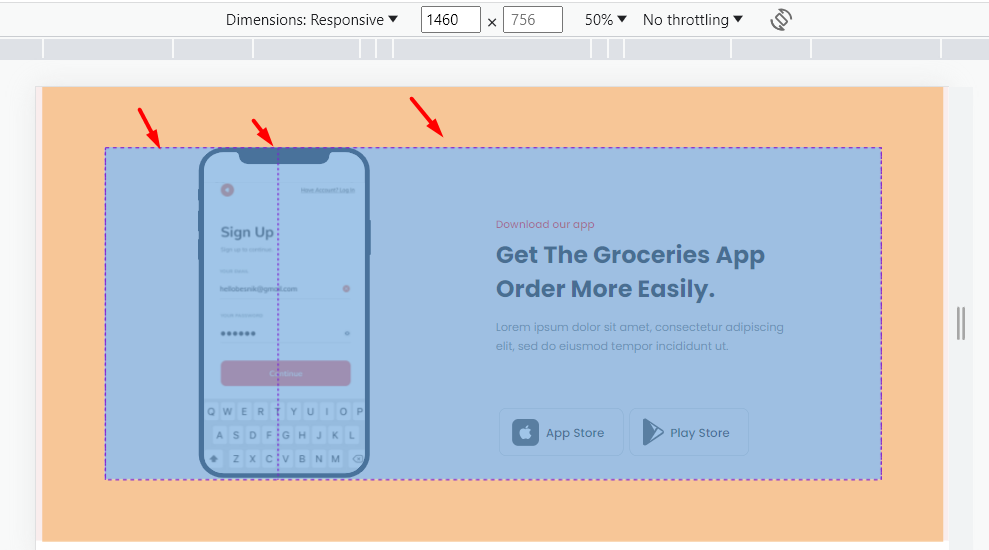 Dimensions: Responsive ▼ 1460 × 756 50% ▼ No throttling ▼
Have Account? Log in
Sign Up
Sign up to continue
YOUR EMAIL
hellobesnik@gmail.com
YOUR PASSWORD
Continue
Q W E R T Y U I O P
A S D F G H J K L
Z X C V B N M
Download our app
Get The Groceries App
Order More Easily.
Lorem ipsum dolor sit amet, consectetur adipiscing
elit, sed do eiusmod tempor incididunt ut.
App Store
Play Store